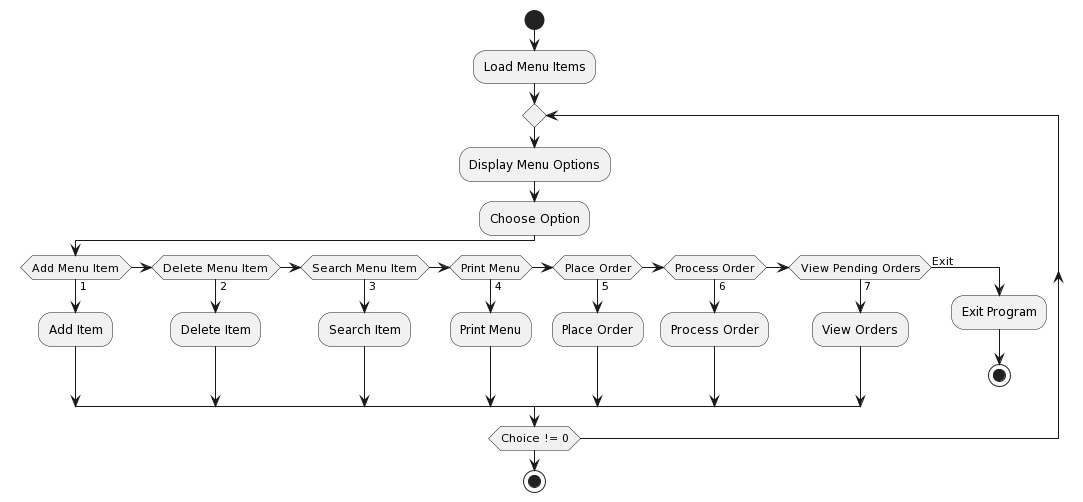 Load Menu Items
Display Menu Options
Choose Option
Add Menu Item
Delete Menu Item
Search Menu Item
Print Menu
Place Order
Process Order
View Pending Orders
Exit
1
2
3
4
5
6
7
Add Item
Delete Item
Search Item
Print Menu
Place Order
Process Order
View Orders
Exit Program
Choice != 0